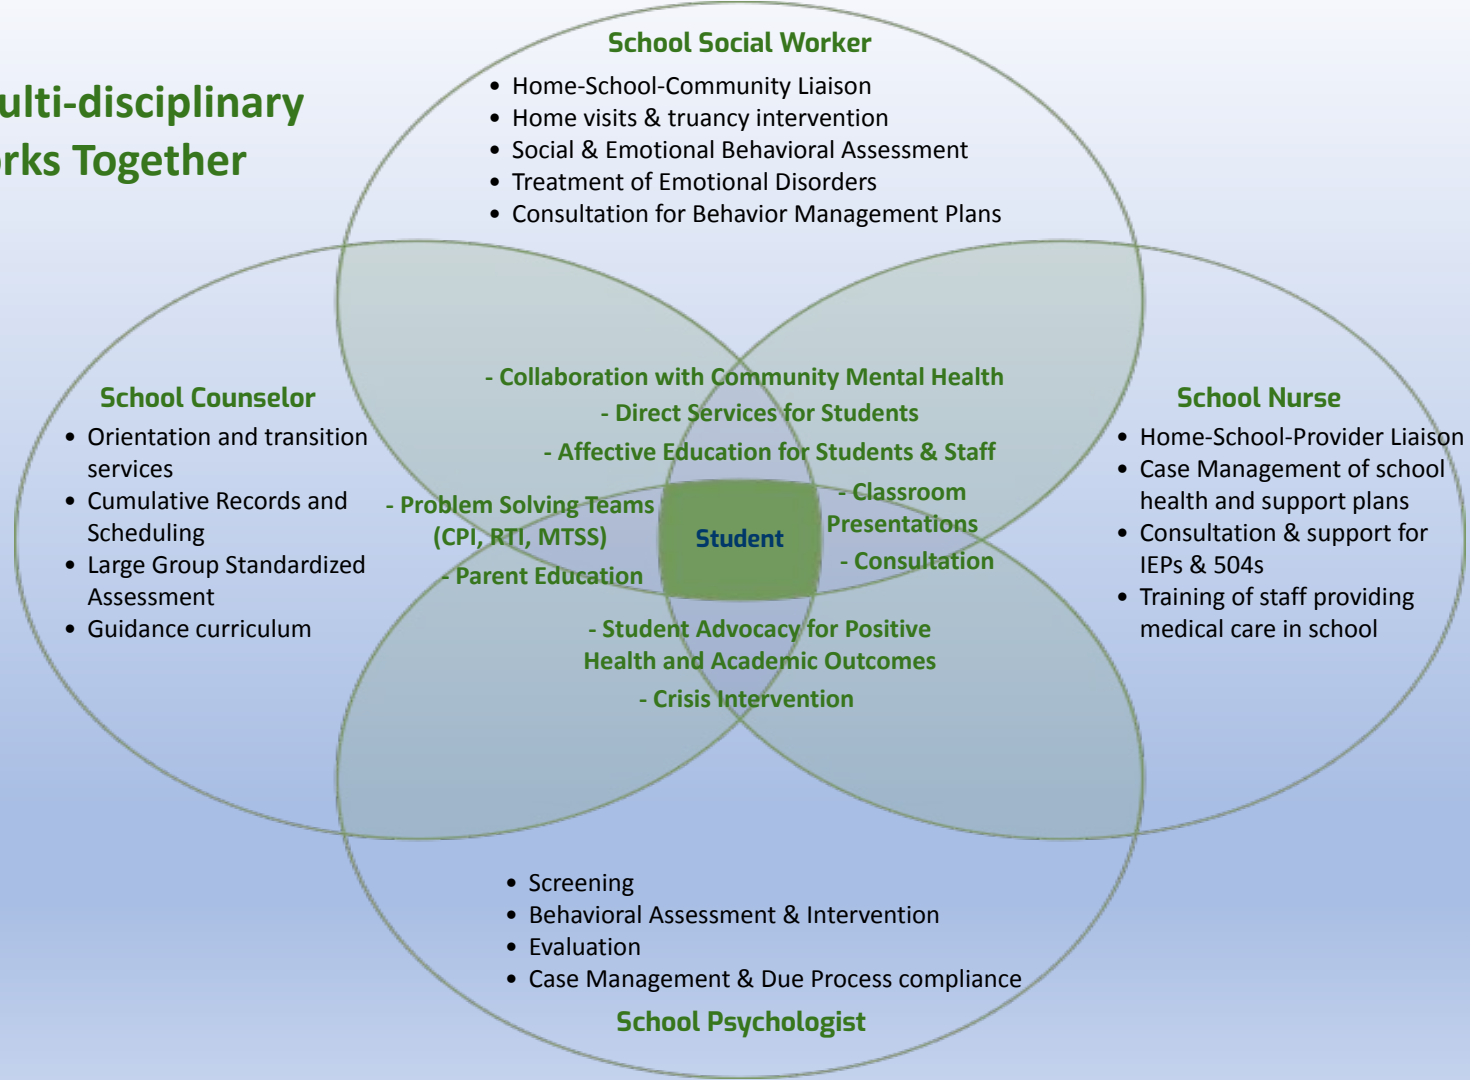 ulti-disciplinary
rks Together
School Social Worker
• Home-School-Community Liaison
• Home visits & truancy intervention
• Social & Emotional Behavioral Assessment
• Treatment of Emotional Disorders
• Consultation for Behavior Management Plans
School Counselor
• Orientation and transition
services
• Cumulative Records and
Scheduling
• Large Group Standardized
Assessment
• Guidance curriculum
- Collaboration with Community Mental Health
- Direct Services for Students
- Affective Education for Students & Staff
- Problem Solving Teams
(CPI, RTI, MTSS)
- Parent Education
Student
- Classroom
Presentations
- Consultation
- Student Advocacy for Positive
Health and Academic Outcomes
- Crisis Intervention
School Nurse
• Home-School-Provider Liaison
• Case Management of school
health and support plans
• Consultation & support for
IEPs & 504s
• Training of staff providing
medical care in school
• Screening
• Behavioral Assessment & Intervention
• Evaluation
• Case Management & Due Process compliance
School Psychologist